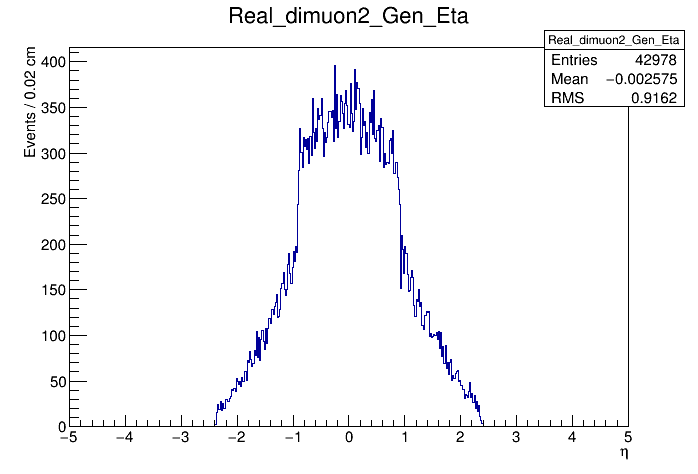 Real_dimuon2_Gen_Eta
Real_dimuon2_Gen_Eta
Entries 42978
Mean −0.002575
RMS 0.9162
Events / 0.02 cm
400
350
300
250
200
150
100
50
0
−5 −4 −3 −2 −1 0 1 2 3 4 5
η